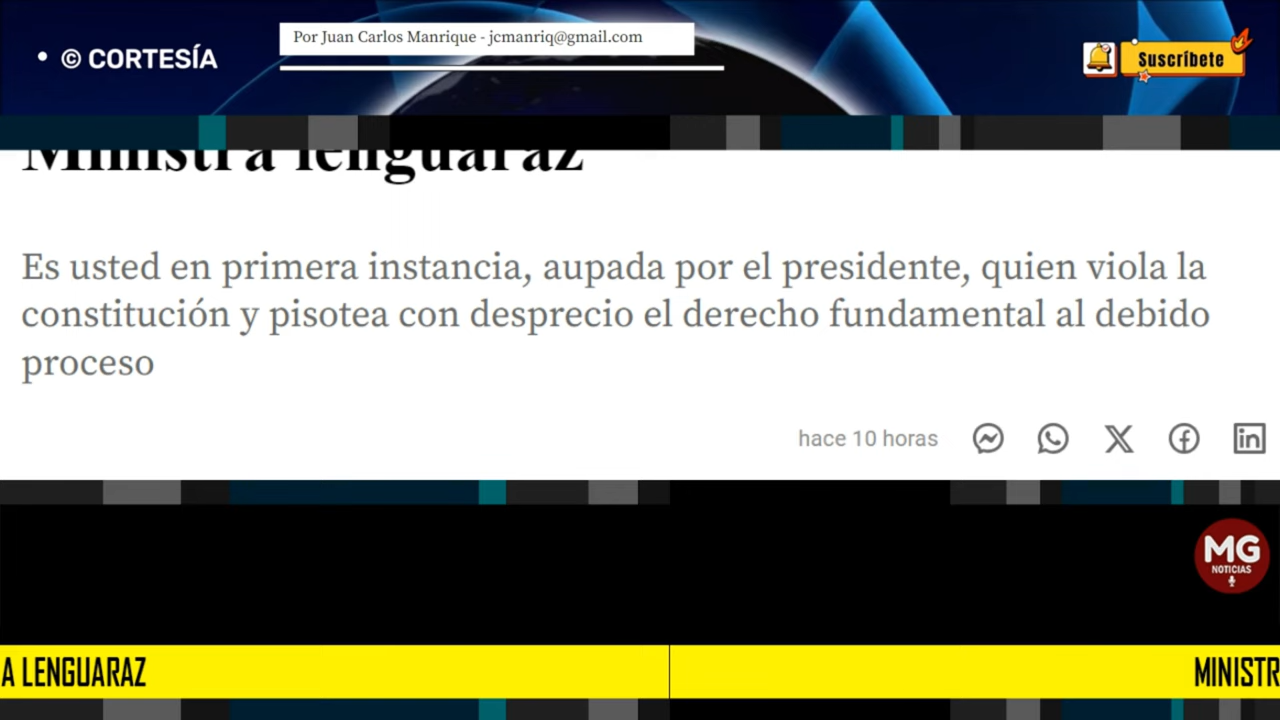 Por Juan Carlos Manrique - jcmanriq@gmail.com
• © CORTESÍA
Suscríbete
Ministra lenguaraz
Es usted en primera instancia, aupada por el presidente, quien viola la
constitución y pisotea con desprecio el derecho fundamental al debido
proceso
hace 10 horas
MG
NOTICIAS
A LENGUARAZ
MINISTR